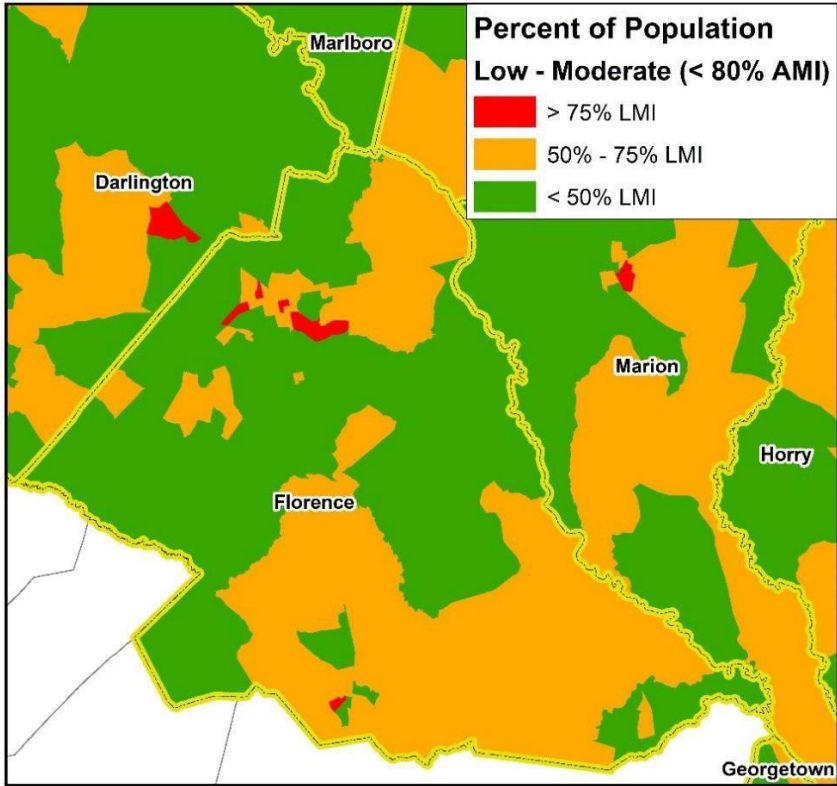 Percent of Population
Low - Moderate (< 80% AMI)
> 75% LMI
50% - 75% LMI
< 50% LMI
Marlboro
Darlington
Marion
Horry
Florence
Georgetown